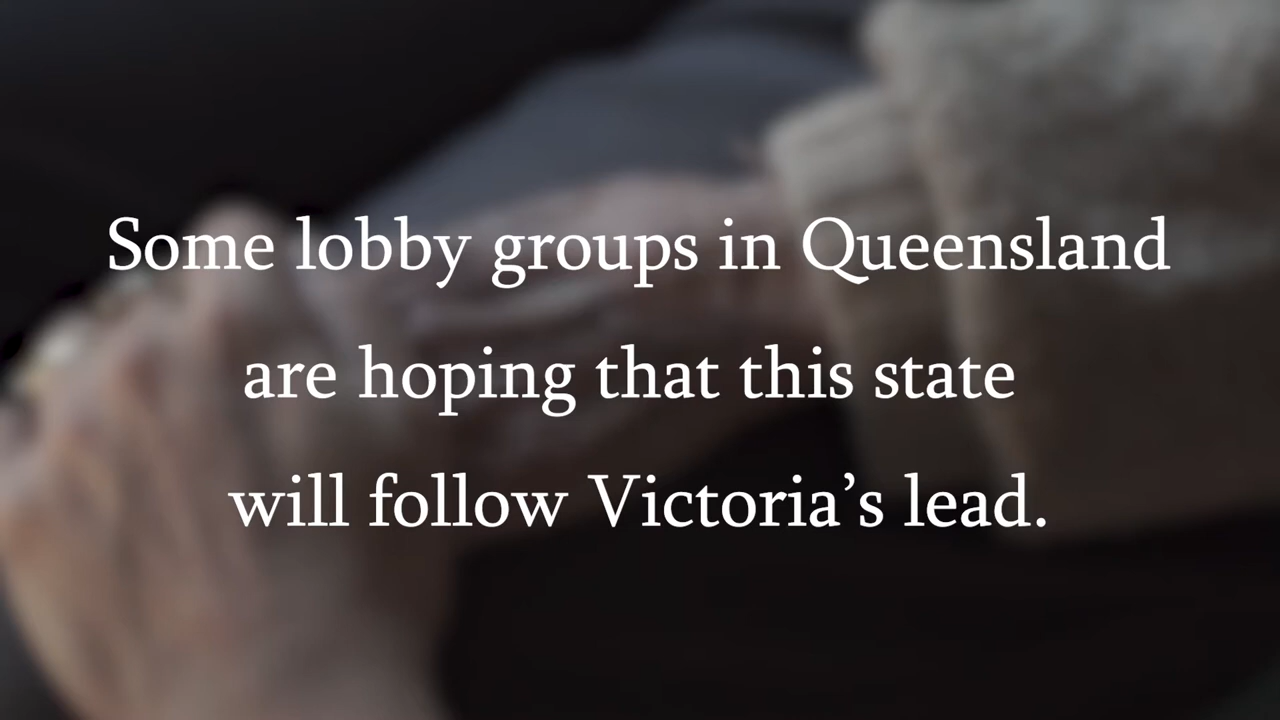 Some lobby groups in Queensland
are hoping that this state
will follow Victoria’s lead.